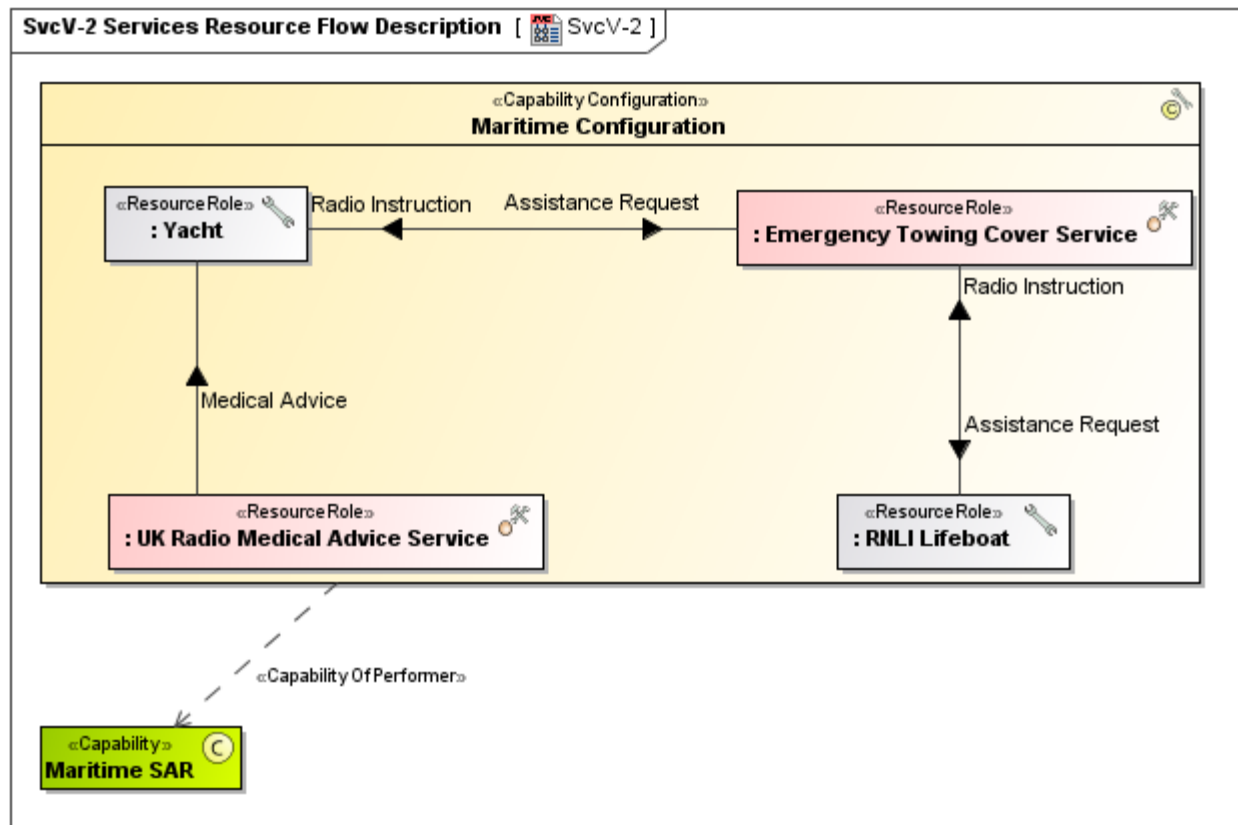 SvcV-2 Services Resource Flow Description [ SVC SvcV-2 ]
«Capability Configuration»
Maritime Configuration
C
«ResourceRole»
: Yacht
Radio Instruction
Assistance Request
«ResourceRole»
: Emergency Towing Cover Service
Radio Instruction
Medical Advice
Assistance Request
«ResourceRole»
: UK Radio Medical Advice Service
«ResourceRole»
: RNLI Lifeboat
«Capability Of Performer»
«Capability»
Maritime SAR
C